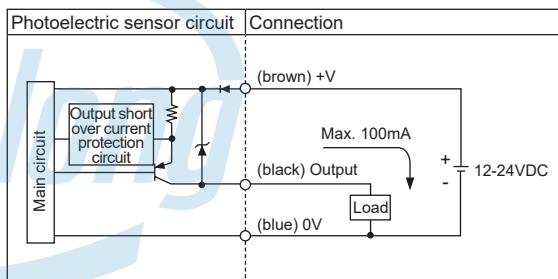 Photoelectric sensor circuit
Connection
(brown) +V
Output short
over current
protection
circuit
Main circuit
Max. 100mA
+
-
12-24VDC
(black) Output
Load
(blue) 0V